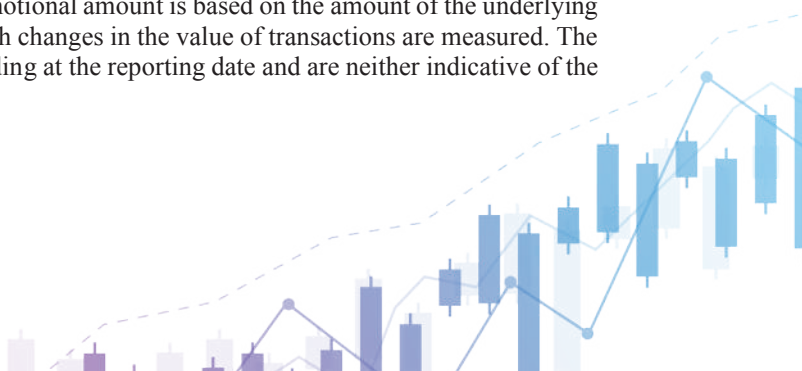 notional amount is based on the amount of the underlying
h changes in the value of transactions are measured. The
ling at the reporting date and are neither indicative of the